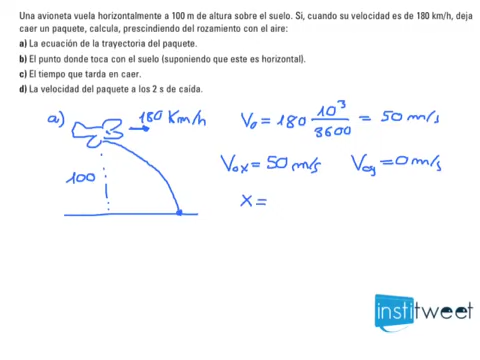 Una avioneta vuela horizontalmente a 100 m de altura sobre el suelo. Si, cuando su velocidad es de 180 km/h, deja
caer un paquete, calcula, prescindiendo del rozamiento con el aire:
a) La ecuación de la trayectoria del paquete.
b) El punto donde toca con el suelo (suponiendo que este es horizontal).
c) El tiempo que tarda en caer.
d) La velocidad del paquete a los 2 s de caída.
a) 180 Km/h V₀ = 180 10³/3600 = 50 m/s
100 V₀ₓ = 50 m/s V₀y = 0 m/s
x =
institweet